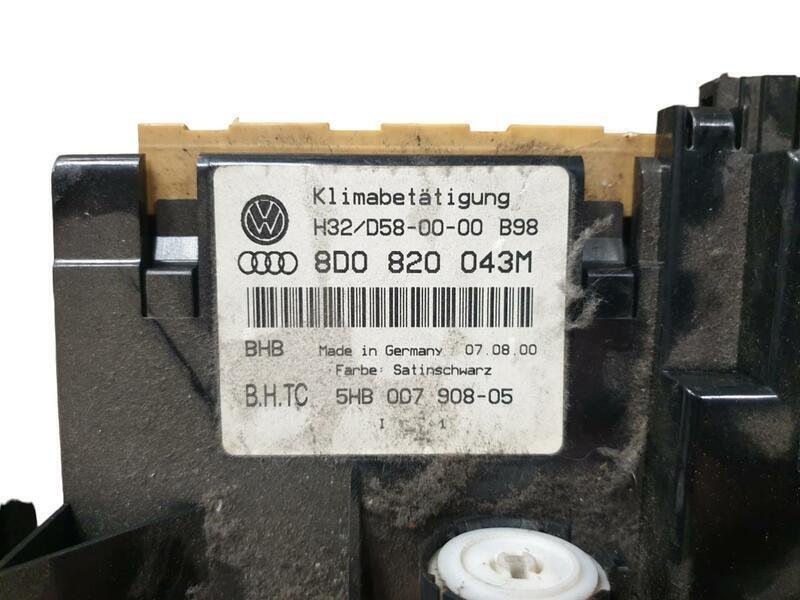 Klimabetätigung
H32/D58-00-00 B98
8D0 820 043M
BHB Made in Germany 07.08.00
Farbe: Satinschwarz
B.H.TC 5HB 007 908-05
I 1